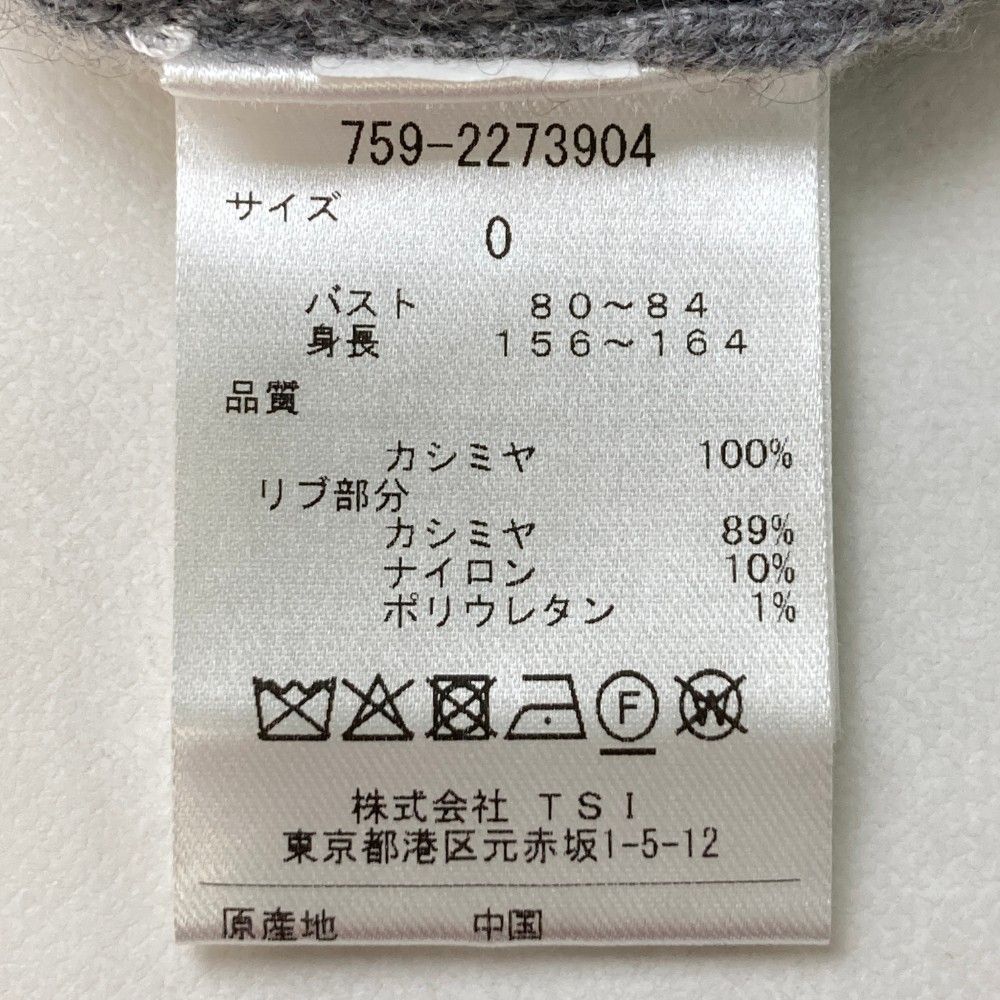 759-2273904
サイズ
0
バスト 80～84
身長 156～164
品質
カシミヤ 100%
リブ部分
カシミヤ 89%
ナイロン 10%
ポリウレタン 1%
F W
株式会社 TSI
東京都港区元赤坂1-5-12
原産地 中国